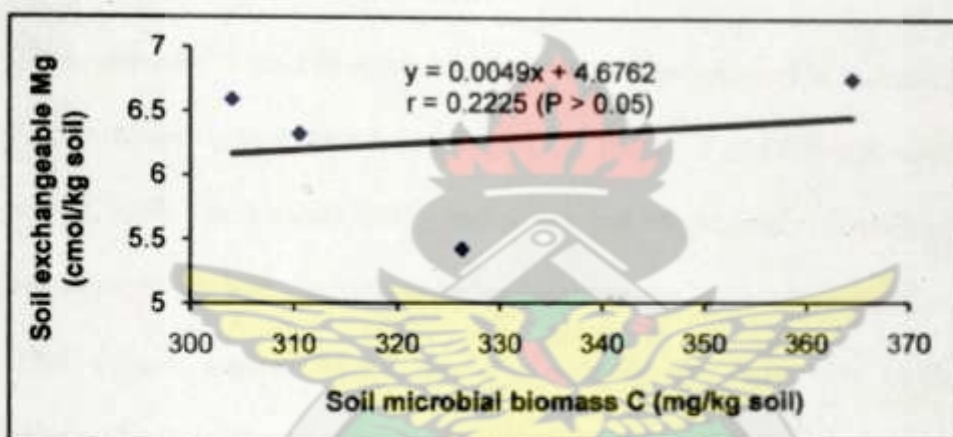 Soil exchangeable Mg
(cmol/kg soil)
7
6.5
6
5.5
5
y = 0.0049x + 4.6762
r = 0.2225 (P > 0.05)
300 310 320 330 340 350 360 370
Soil microbial biomass C (mg/kg soil)